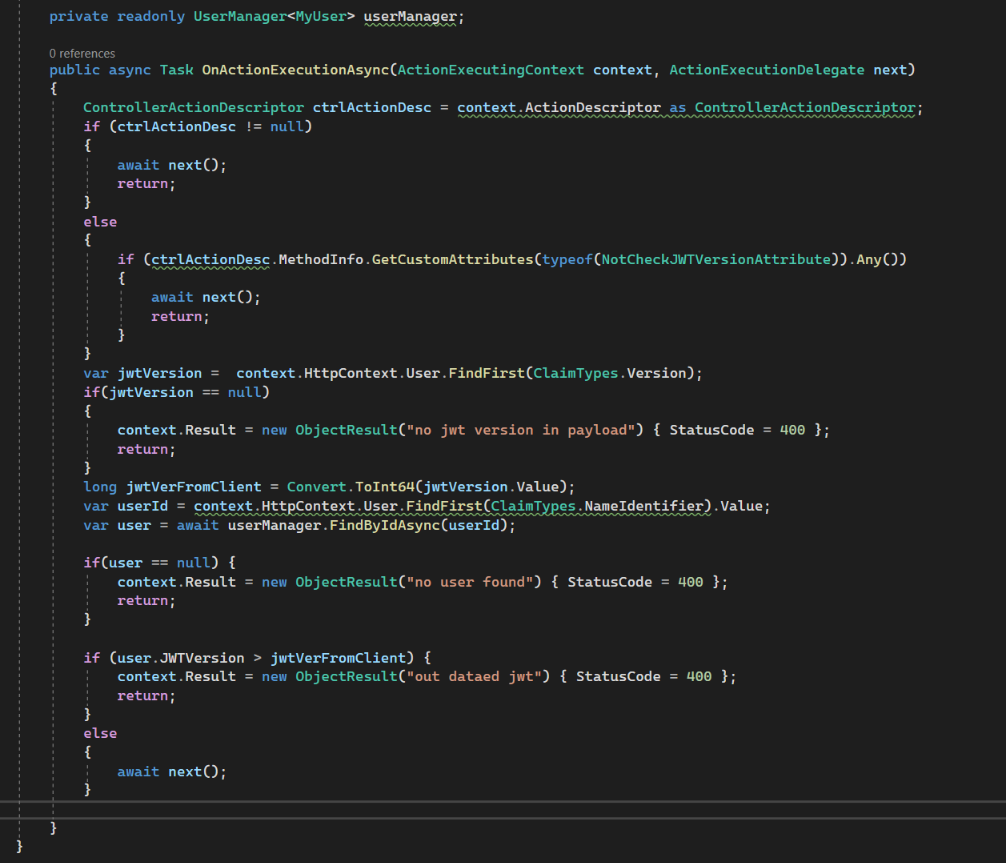 private readonly UserManager<MyUser> userManager;
0 references
public async Task OnActionExecutionAsync(ActionExecutingContext context, ActionExecutionDelegate next)
{
ControllerActionDescriptor ctrlActionDesc = context.ActionDescriptor as ControllerActionDescriptor;
if (ctrlActionDesc != null)
{
await next();
return;
}
else
{
if (ctrlActionDesc.MethodInfo.GetCustomAttributes(typeof(NotCheckJWTVersionAttribute)).Any())
{
await next();
return;
}
}
var jwtVersion =  context.HttpContext.User.FindFirst(ClaimTypes.Version);
if(jwtVersion == null)
{
context.Result = new ObjectResult("no jwt version in payload") { StatusCode = 400 };
return;
}
long jwtVerFromClient = Convert.ToInt64(jwtVersion.Value);
var userId = context.HttpContext.User.FindFirst(ClaimTypes.NameIdentifier).Value;
var user = await userManager.FindByIdAsync(userId);
if(user == null) {
context.Result = new ObjectResult("no user found") { StatusCode = 400 };
return;
}
if (user.JWTVersion > jwtVerFromClient) {
context.Result = new ObjectResult("out dataed jwt") { StatusCode = 400 };
return;
}
else
{
await next();
}
}
}